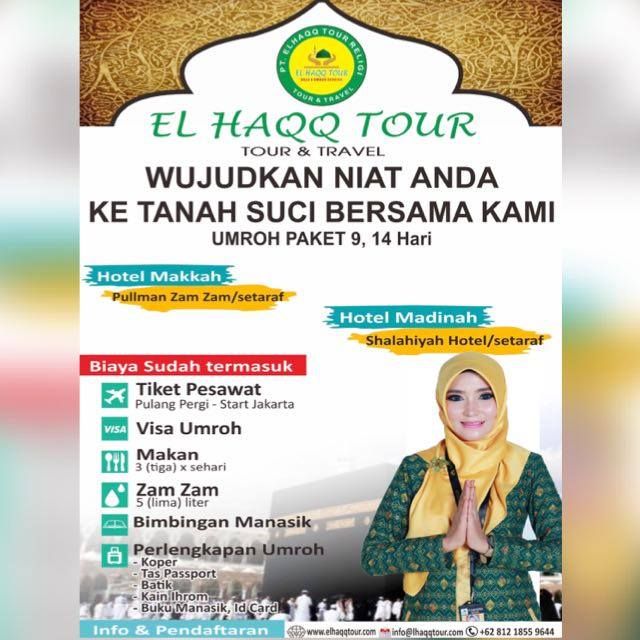 PT. ELHAQQ TOUR RELIGI
EL HAQQ TOUR
TOUR & TRAVEL
EL HAQQ TOUR
TOUR & TRAVEL
WUJUDKAN NIAT ANDA
KE TANAH SUCI BERSAMA KAMI
UMROH PAKET 9, 14 Hari
Hotel Makkah
Pullman Zam Zam/setaraf
Hotel Madinah
Shalahiyah Hotel/setaraf
Biaya Sudah termasuk
Tiket Pesawat
Pulang Pergi - Start Jakarta
VISA
Visa Umroh
Makan
3 (tiga) x sehari
Zam Zam
5 (lima) liter
Bimbingan Manasik
Perlengkapan Umroh
- Koper
- Tas Passport
- Batik
- Kain Ihrom
- Buku Manasik, Id Card
Info & Pendaftaran
www.elhaqqtour.com
info@lhaqqtour.com
+62 812 1855 9644